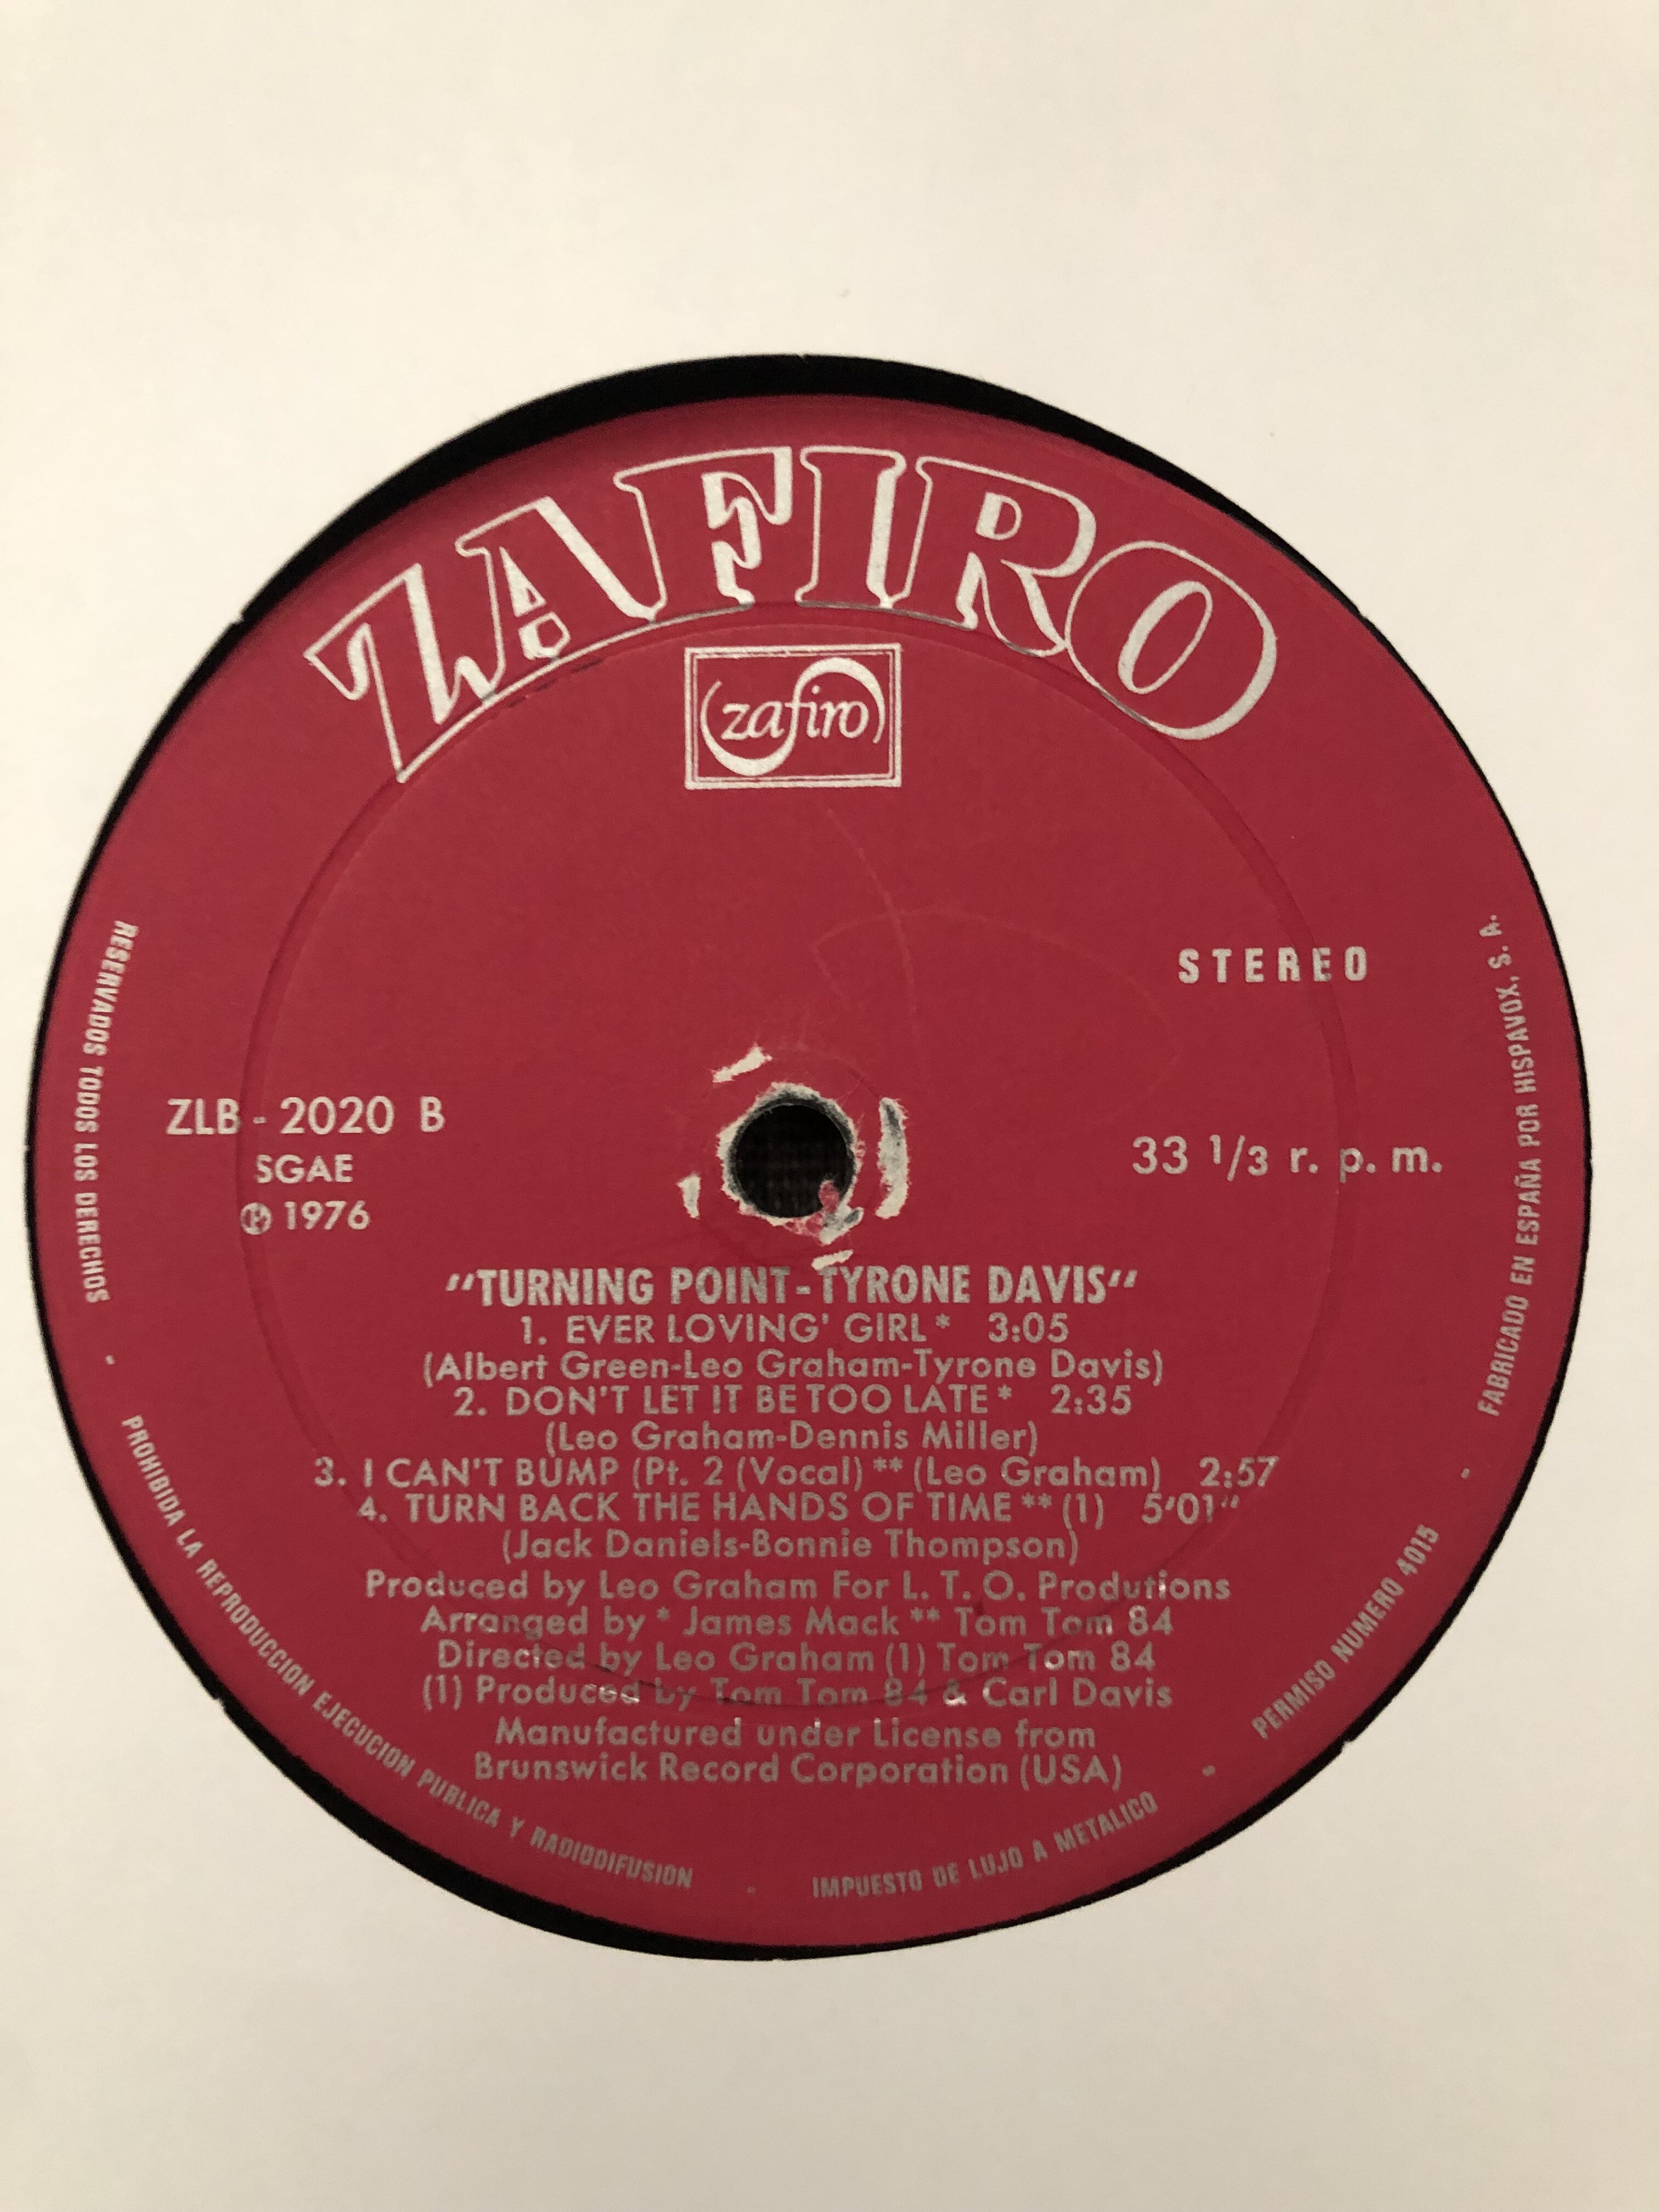 ZAFIRO
zafiro
STEREO
ZLB - 2020 B
SGAE
Ⓟ 1976
33 1/3 r. p. m.
"TURNING POINT - TYRONE DAVIS"
1. EVER LOVING' GIRL * 3:05
(Albert Green-Leo Graham-Tyrone Davis)
2. DON'T LET IT BE TOO LATE * 2:35
(Leo Graham-Dennis Miller)
3. I CAN'T BUMP (Pt. 2 (Vocal) ** (Leo Graham) 2:57
4. TURN BACK THE HANDS OF TIME ** (1) 5'01"
(Jack Daniels-Bonnie Thompson)
Produced by Leo Graham For L. T. O. Produtions
Arranged by * James Mack ** Tom Tom 84
Directed by Leo Graham (1) Tom Tom 84
(1) Produced by Tom Tom 84 & Carl Davis
Manufactured under License from
Brunswick Record Corporation (USA)
RESERVADOS TODOS LOS DERECHOS - PROHIBIDA LA REPRODUCCION EJECUCION PUBLICA Y RADIODIFUSION - IMPUESTO DE LUJO A METALICO - PERMISO NUMERO 4015 - FABRICADO EN ESPAÑA POR HISPAVOX, S. A.